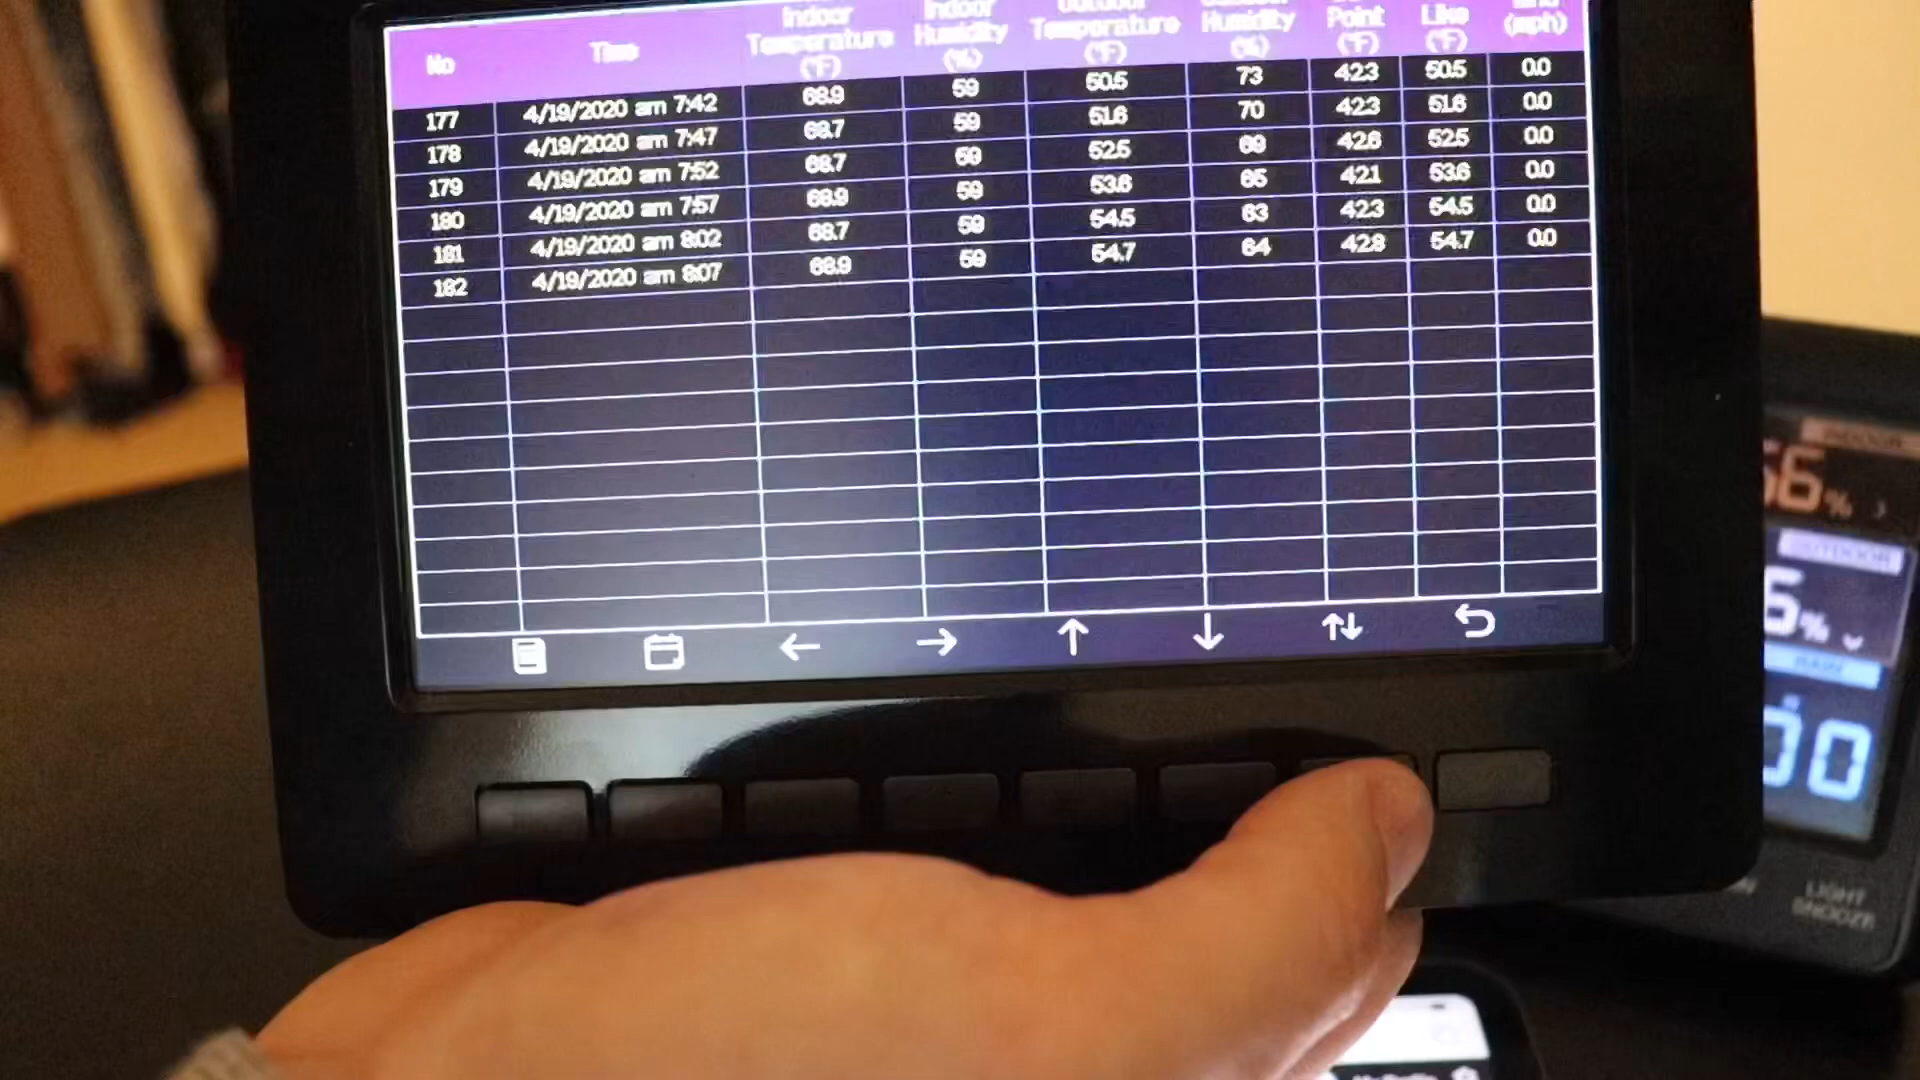 No Time Indoor Temperature (°F) Indoor Humidity (%) Outdoor Temperature (°F) Humidity (%) Point (°F) Like (°F) (mph)
177 4/19/2020 am 7:42 68.9 59 50.5 73 42.3 50.5 0.0
178 4/19/2020 am 7:47 68.7 59 51.6 70 42.3 51.6 0.0
179 4/19/2020 am 7:52 68.7 59 52.5 69 42.6 52.5 0.0
180 4/19/2020 am 7:57 68.9 59 53.6 65 42.1 53.6 0.0
181 4/19/2020 am 8:02 68.7 59 54.5 63 42.3 54.5 0.0
182 4/19/2020 am 8:07 68.9 59 54.7 64 42.8 54.7 0.0
INDOOR
56%
OUTDOOR
%
RAIN
00
LIGHT
SNOOZE